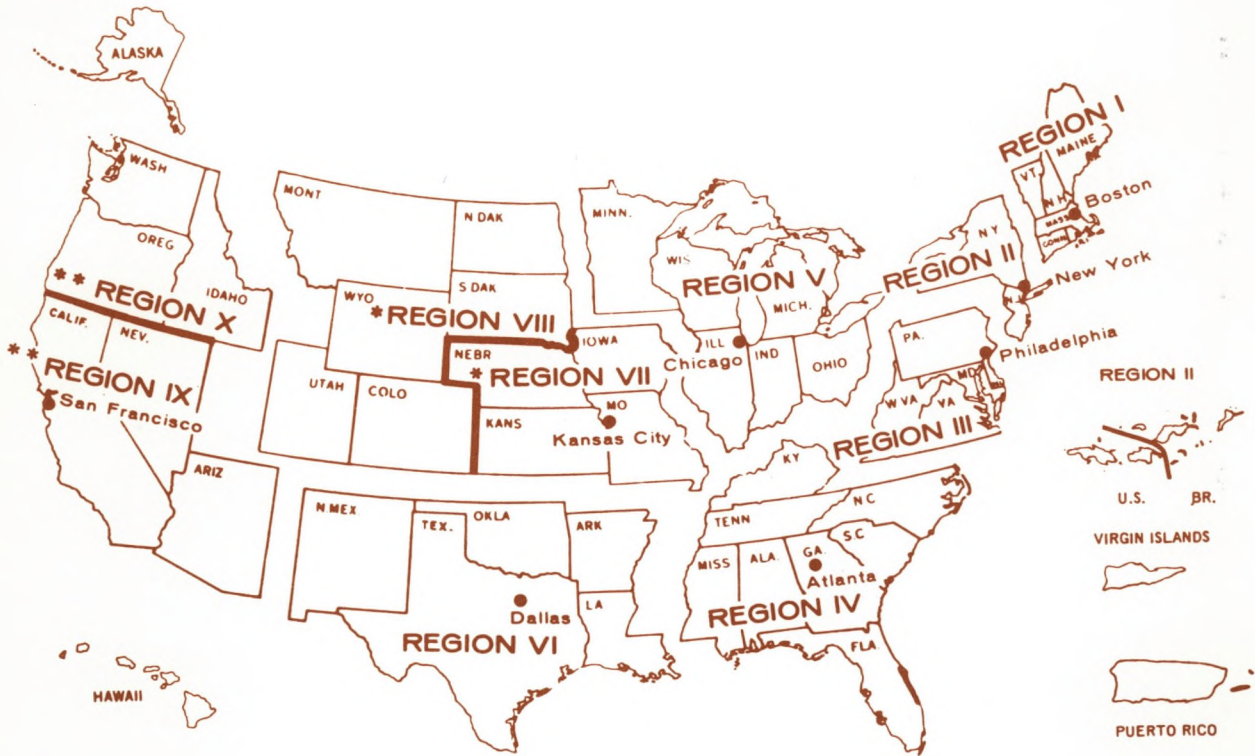 ALASKA
WASH
OREG
IDAHO
** REGION X
CALIF.
NEV.
** REGION IX
San Francisco
ARIZ
HAWAII
MONT
N DAK
S DAK
WYO
* REGION VIII
UTAH
COLO
NEBR
IOWA
* REGION VII
KANS
MO
Kansas City
N MEX
TEX.
OKLA
ARK
LA
Dallas
REGION VI
MINN.
WIS
REGION V
MICH.
ILL
Chicago
IND
OHIO
KY
TENN
N C
S.C
MISS
ALA.
GA.
Atlanta
REGION IV
FLA.
REGION I
MAINE
VT.
N H
MASS
Boston
CONN
R.I.
NY
REGION II
New York
N.J.
PA.
Philadelphia
MD
W VA
VA
REGION III
REGION II
U.S. BR.
VIRGIN ISLANDS
PUERTO RICO